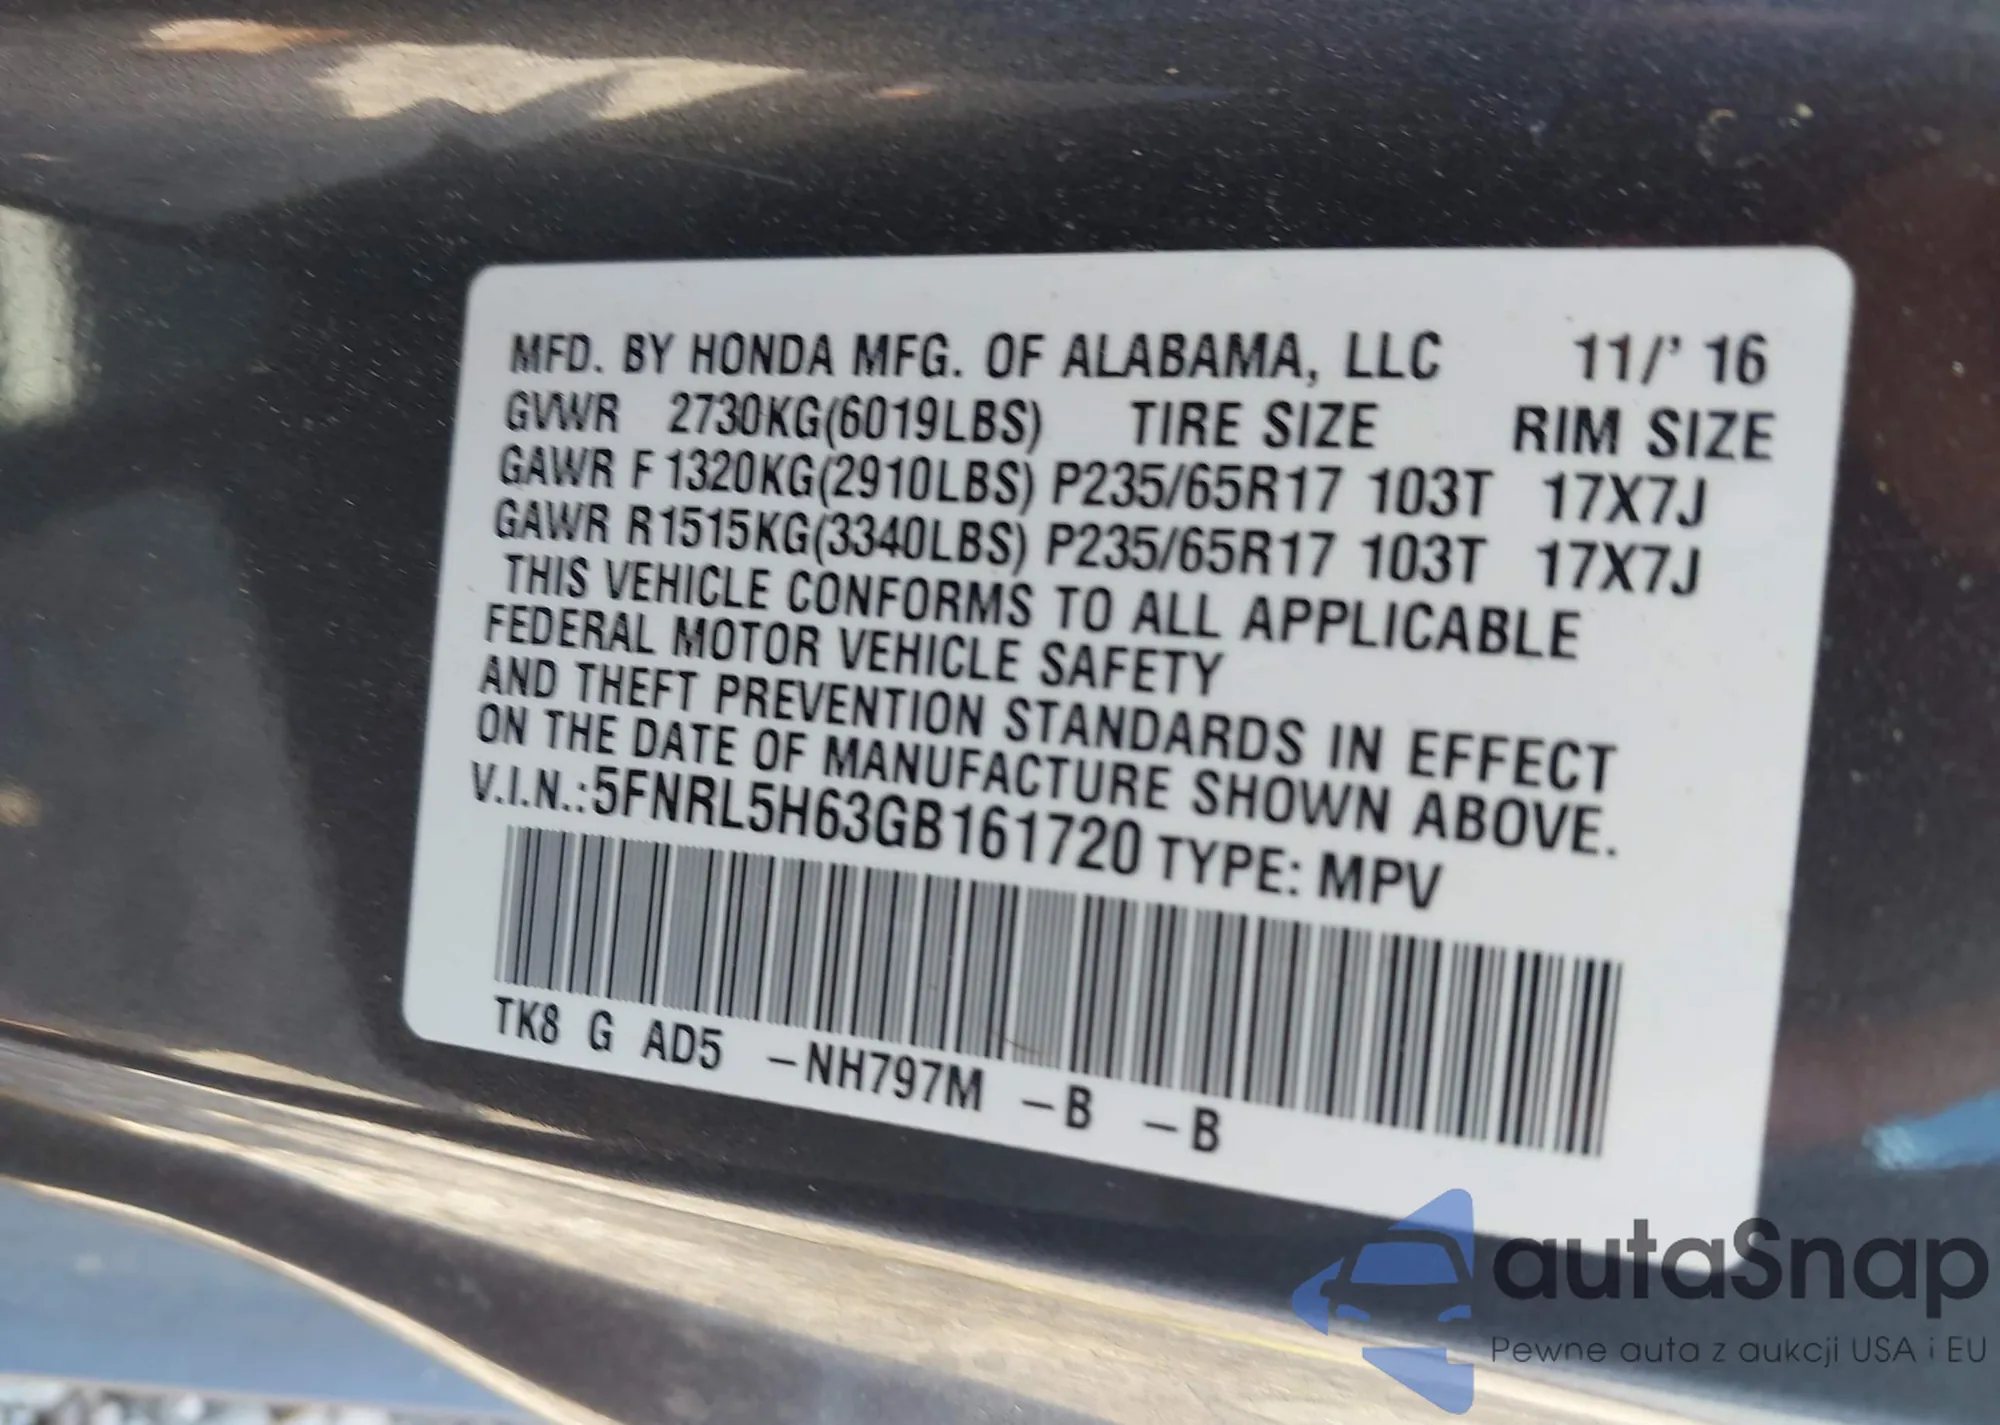 MFD. BY HONDA MFG. OF ALABAMA, LLC 11/' 16
GVWR 2730KG(6019LBS) TIRE SIZE RIM SIZE
GAWR F 1320KG(2910LBS) P235/65R17 103T 17X7J
GAWR R1515KG(3340LBS) P235/65R17 103T 17X7J
THIS VEHICLE CONFORMS TO ALL APPLICABLE
FEDERAL MOTOR VEHICLE SAFETY
AND THEFT PREVENTION STANDARDS IN EFFECT
ON THE DATE OF MANUFACTURE SHOWN ABOVE.
V.I.N.:5FNRL5H63GB161720 TYPE: MPV
TK8 G AD5 -NH797M -B -B
autaSnap
Pewne auta z aukcji USA i EU